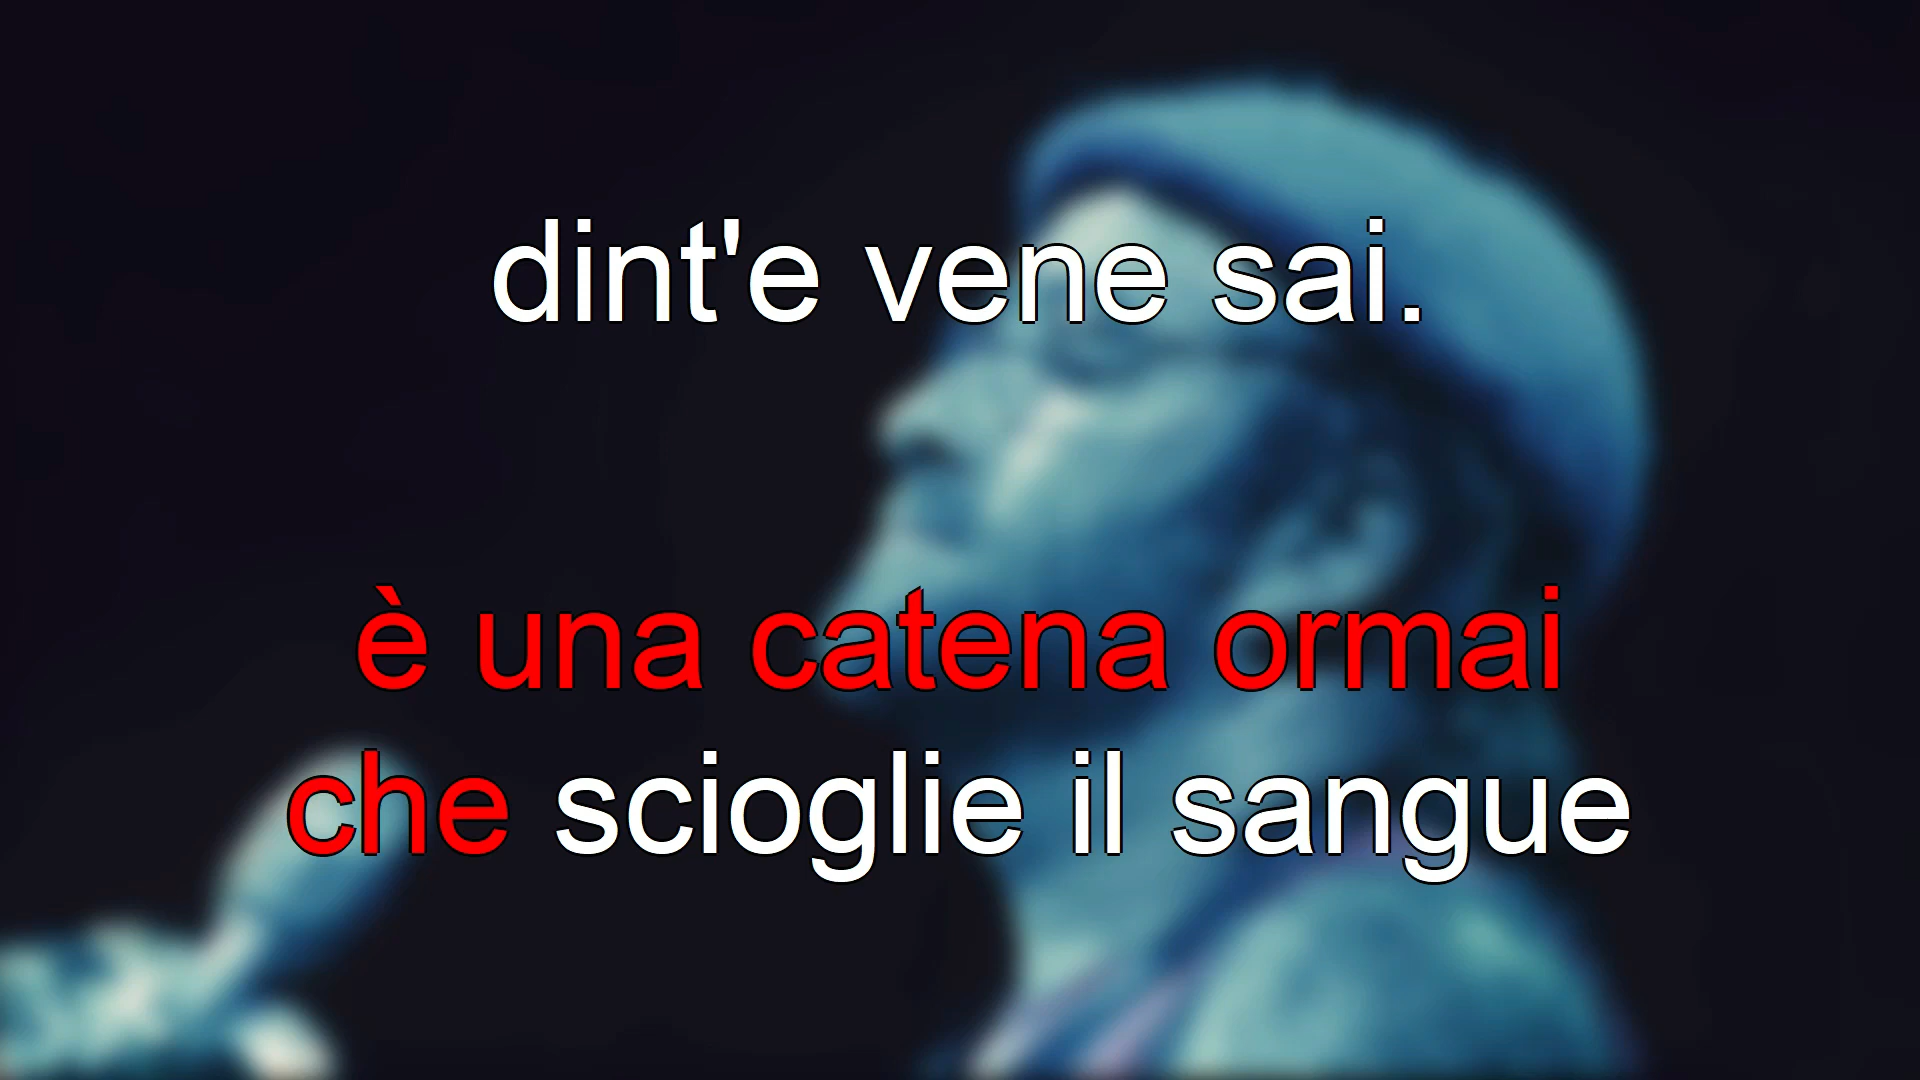 dint'e vene sai.
è una catena ormai
che scioglie il sangue